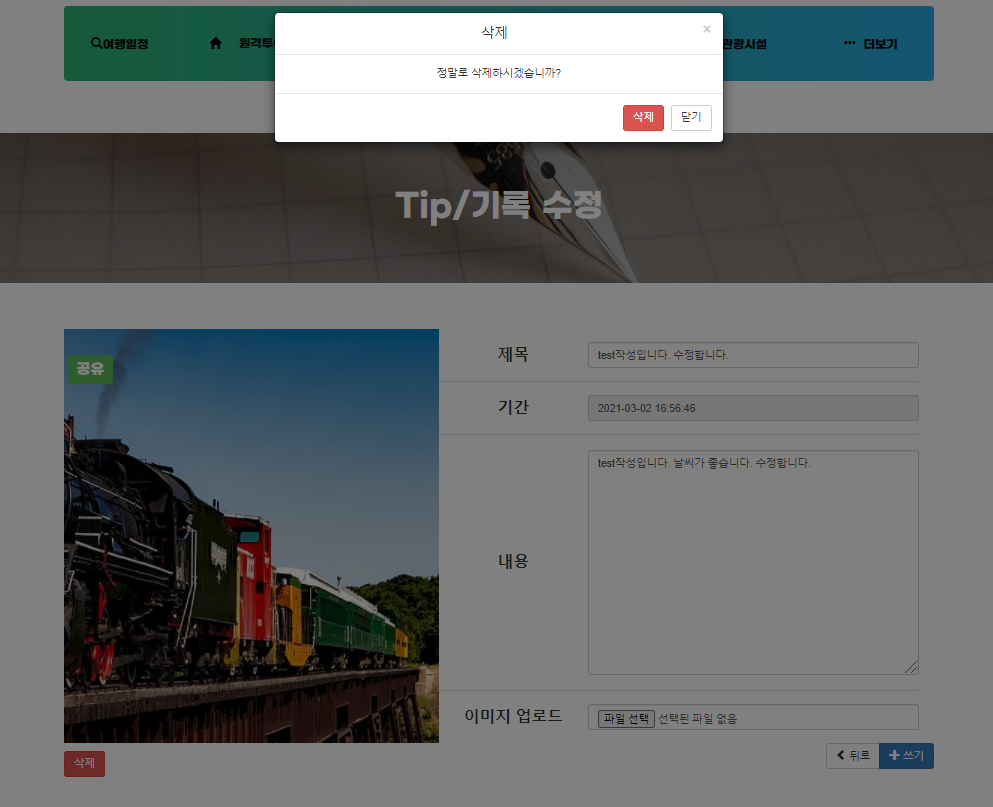 여행일정
원격투
관광시설
더보기
삭제
×
정말로 삭제하시겠습니까?
삭제
닫기
Tip/기록 수정
공유
제목
test작성입니다. 수정합니다.
기간
2021-03-02 16:56:46
내용
test작성입니다. 날씨가 좋습니다. 수정합니다.
이미지 업로드
파일 선택 선택된 파일 없음
삭제
뒤로
쓰기